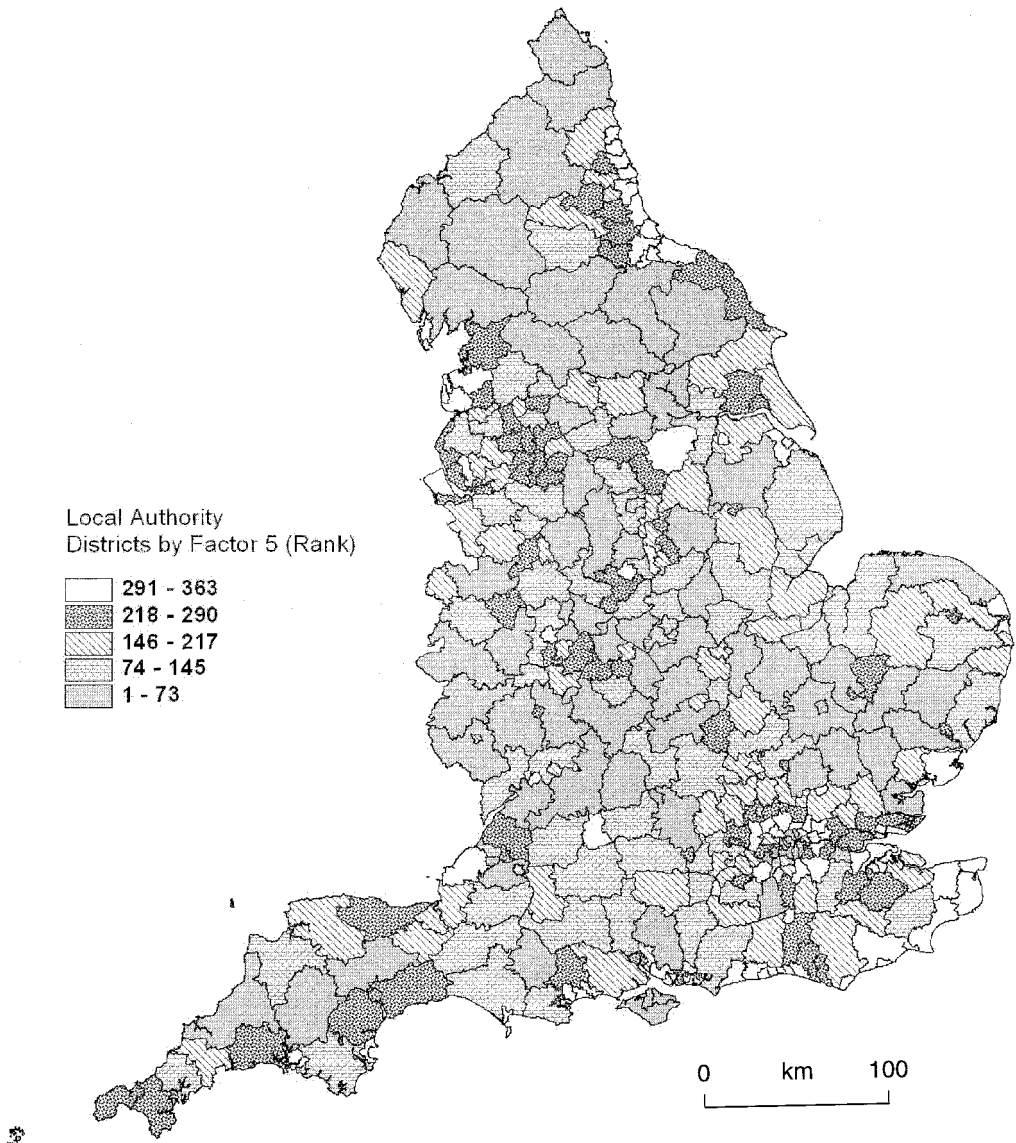 Local Authority
Districts by Factor 5 (Rank)
291 - 363
218 - 290
146 - 217
74 - 145
1 - 73
0 km 100